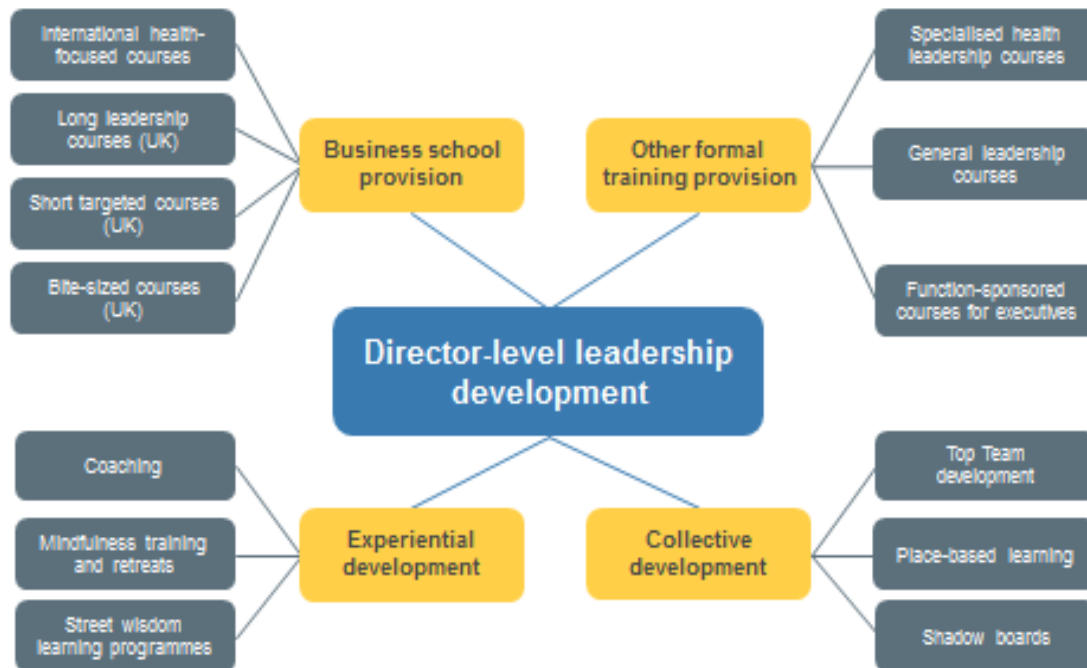 International health-
focused courses
Long leadership
courses (UK)
Short targeted courses
(UK)
Bite-sized courses
(UK)
Business school
provision
Other formal
training provision
Specialised health
leadership courses
General leadership
courses
Function-sponsored
courses for executives
Director-level leadership
development
Coaching
Mindfulness training
and retreats
Street wisdom
learning programmes
Experiential
development
Collective
development
Top Team
development
Place-based learning
Shadow boards